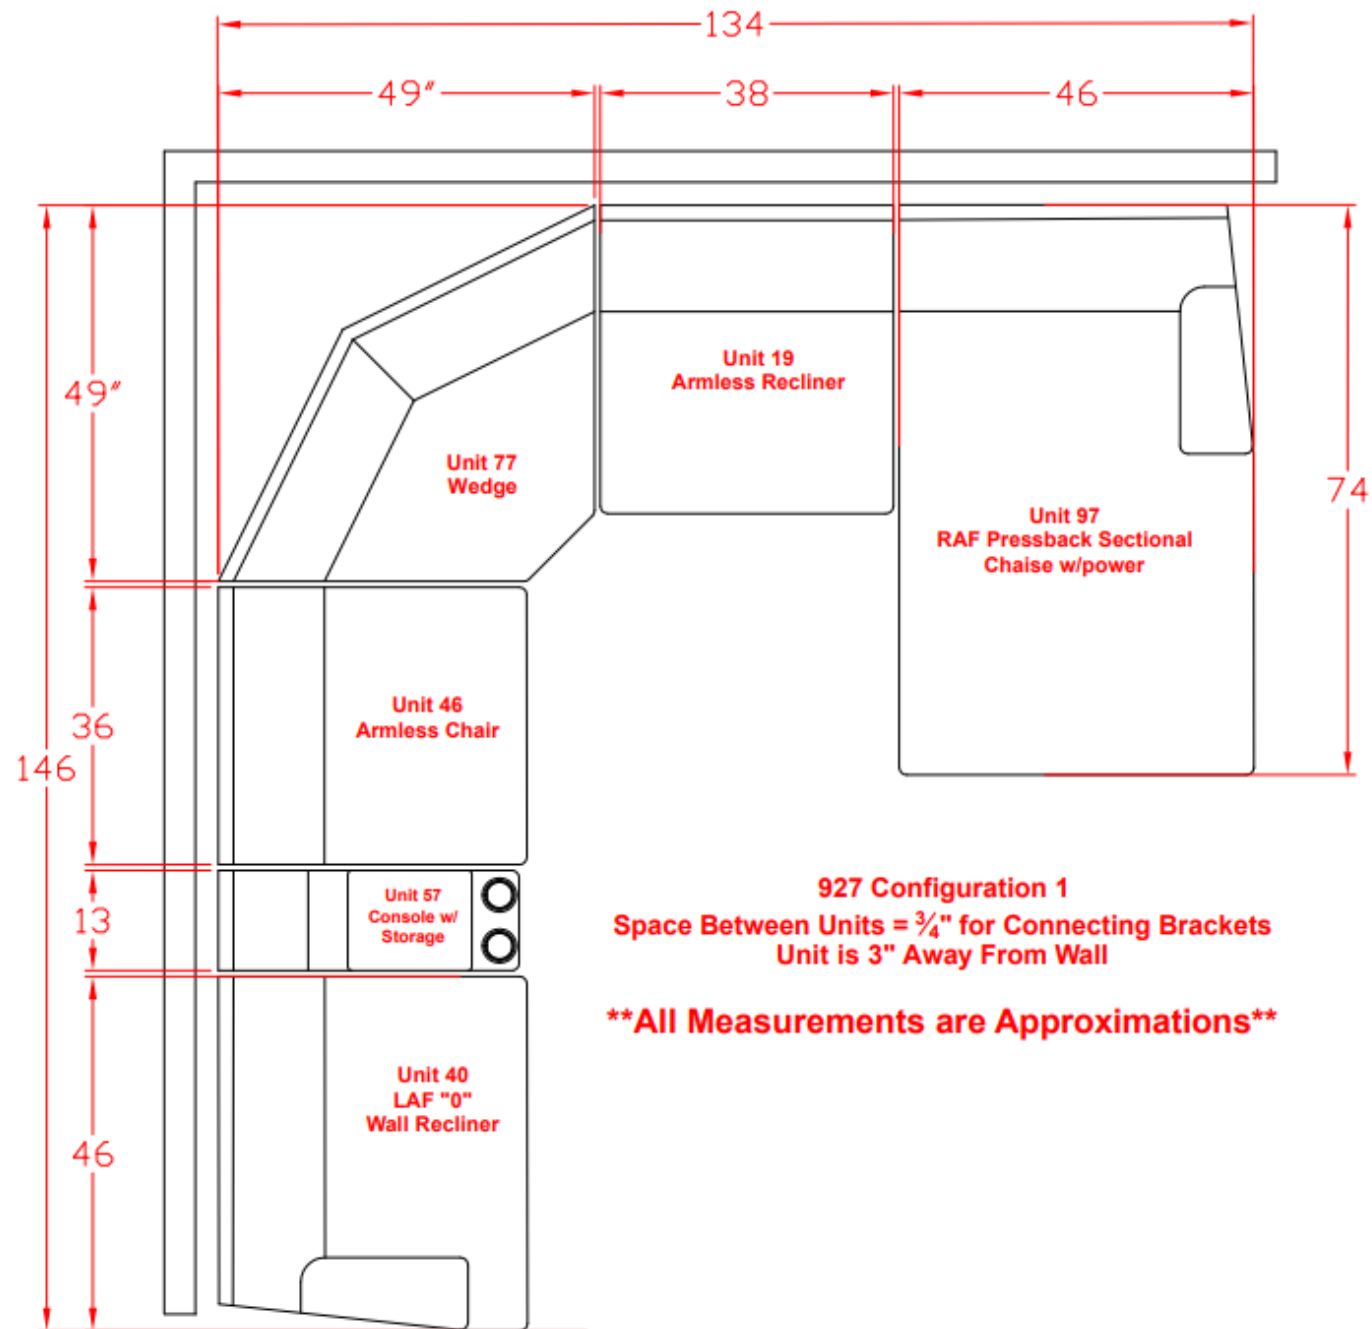 134
49"
38
46
49"
Unit 19
Armless Recliner
Unit 77
Wedge
74
Unit 97
RAF Pressback Sectional
Chaise w/power
36
Unit 46
Armless Chair
146
13
Unit 57
Console w/
Storage
927 Configuration 1
Space Between Units = ¾" for Connecting Brackets
Unit is 3" Away From Wall
**All Measurements are Approximations**
46
Unit 40
LAF "0"
Wall Recliner